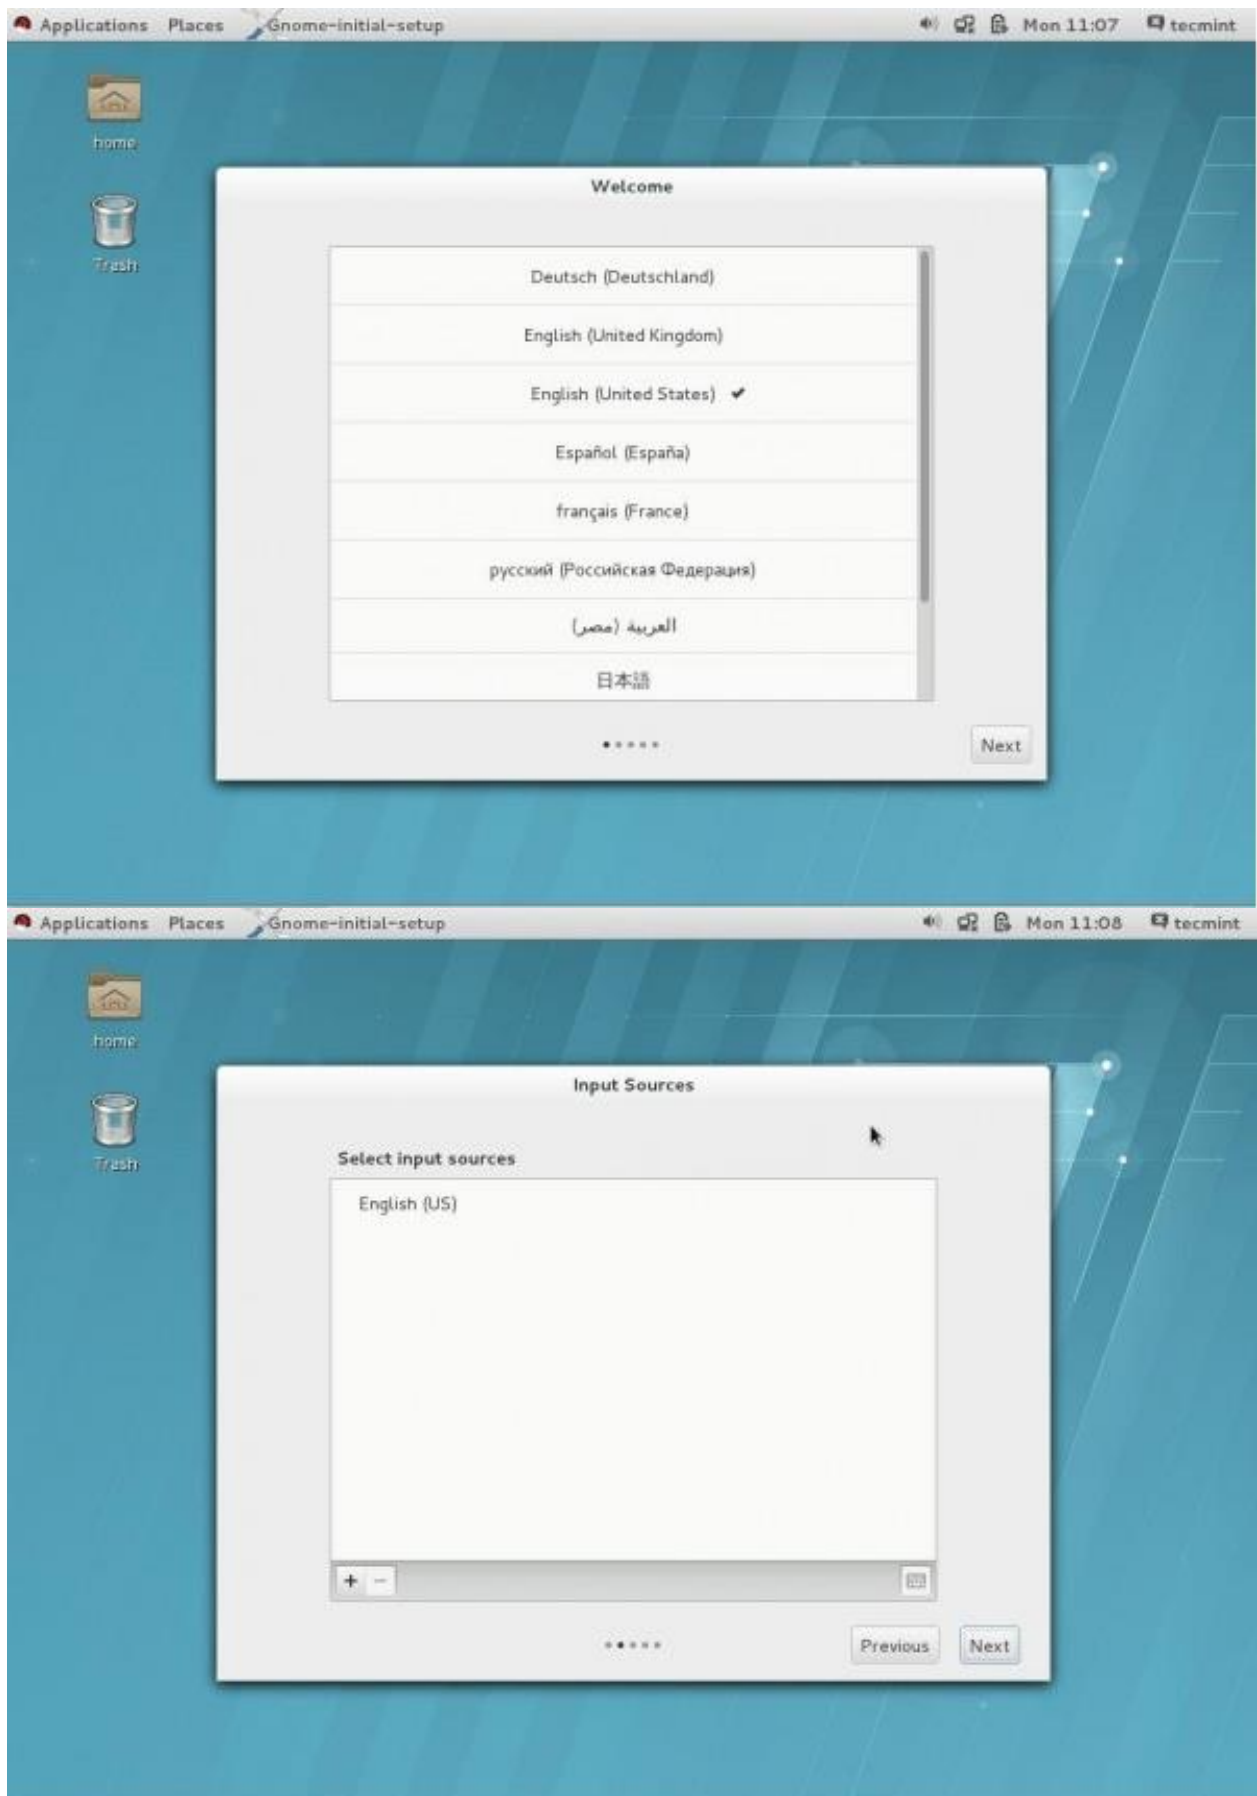 Applications Places Gnome-initial-setup Mon 11:07 tecmint
home
Trash
Welcome
Deutsch (Deutschland)
English (United Kingdom)
English (United States)
Español (España)
français (France)
русский (Российская Федерация)
العربية (مصر)
日本語
Next
Applications Places Gnome-initial-setup Mon 11:08 tecmint
home
Trash
Input Sources
Select input sources
English (US)
Previous Next